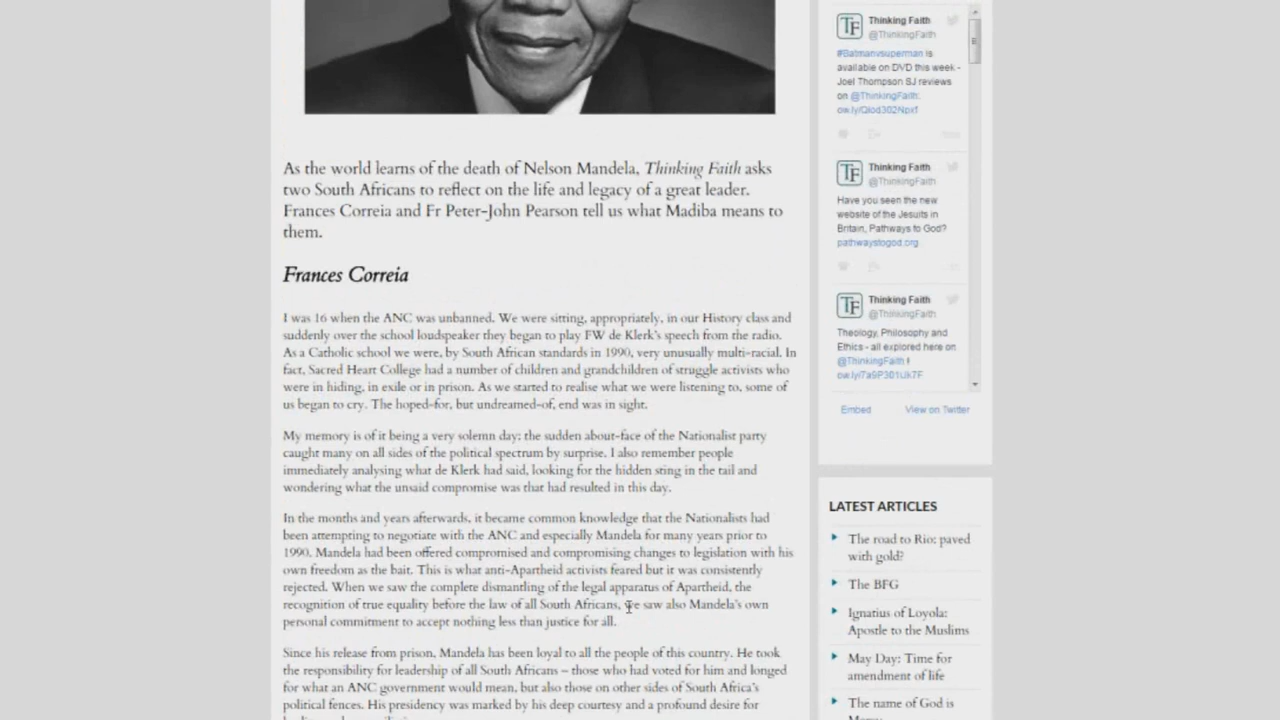 As the world learns of the death of Nelson Mandela, Thinking Faith asks
two South Africans to reflect on the life and legacy of a great leader.
Frances Correia and Fr Peter-John Pearson tell us what Madiba means to
them.
Frances Correia
I was 16 when the ANC was unbanned. We were sitting, appropriately, in our History class and
suddenly over the school loudspeaker they began to play FW de Klerk's speech from the radio.
As a Catholic school we were, by South African standards in 1990, very unusually multi-racial. In
fact, Sacred Heart College had a number of children and grandchildren of struggle activists who
were in hiding, in exile or in prison. As we started to realise what we were listening to, some of
us began to cry. The hoped-for, but undreamed-of, end was in sight.
My memory is of it being a very solemn day; the sudden about-face of the Nationalist party
caught many on all sides of the political spectrum by surprise. I also remember people
immediately analysing what de Klerk had said, looking for the hidden sting in the tail and
wondering what the unsaid compromise was that had resulted in this day.
In the months and years afterwards, it became common knowledge that the Nationalists had
been attempting to negotiate with the ANC and especially Mandela for many years prior to
1990. Mandela had been offered compromised and compromising changes to legislation with his
own freedom as the bait. This is what anti-Apartheid activists feared but it was consistently
rejected. When we saw the complete dismantling of the legal apparatus of Apartheid, the
recognition of true equality before the law of all South Africans, we saw also Mandela's own
personal commitment to accept nothing less than justice for all.
Since his release from prison, Mandela has been loyal to all the people of this country. He took
the responsibility for leadership of all South Africans – those who had voted for him and longed
for what an ANC government would mean, but also those on other sides of South Africa's
political fences. His presidency was marked by his deep courtesy and a profound desire for
TF Thinking Faith
@ThinkingFaith
#Batmanvsuperman is
available on DVD this week -
Joel Thompson SJ reviews
on @ThinkingFaith:
TF Thinking Faith
@ThinkingFaith
Have you seen the new
website of the Jesuits in
Britain, Pathways to God?
pathwaystogod.org
TF Thinking Faith
@ThinkingFaith
Theology, Philosophy and
Ethics - all explored here on
@ThinkingFaith !
Embed View on Twitter
LATEST ARTICLES
The road to Rio: paved
with gold?
The BFG
Ignatius of Loyola:
Apostle to the Muslims
May Day: Time for
amendment of life
The name of God is